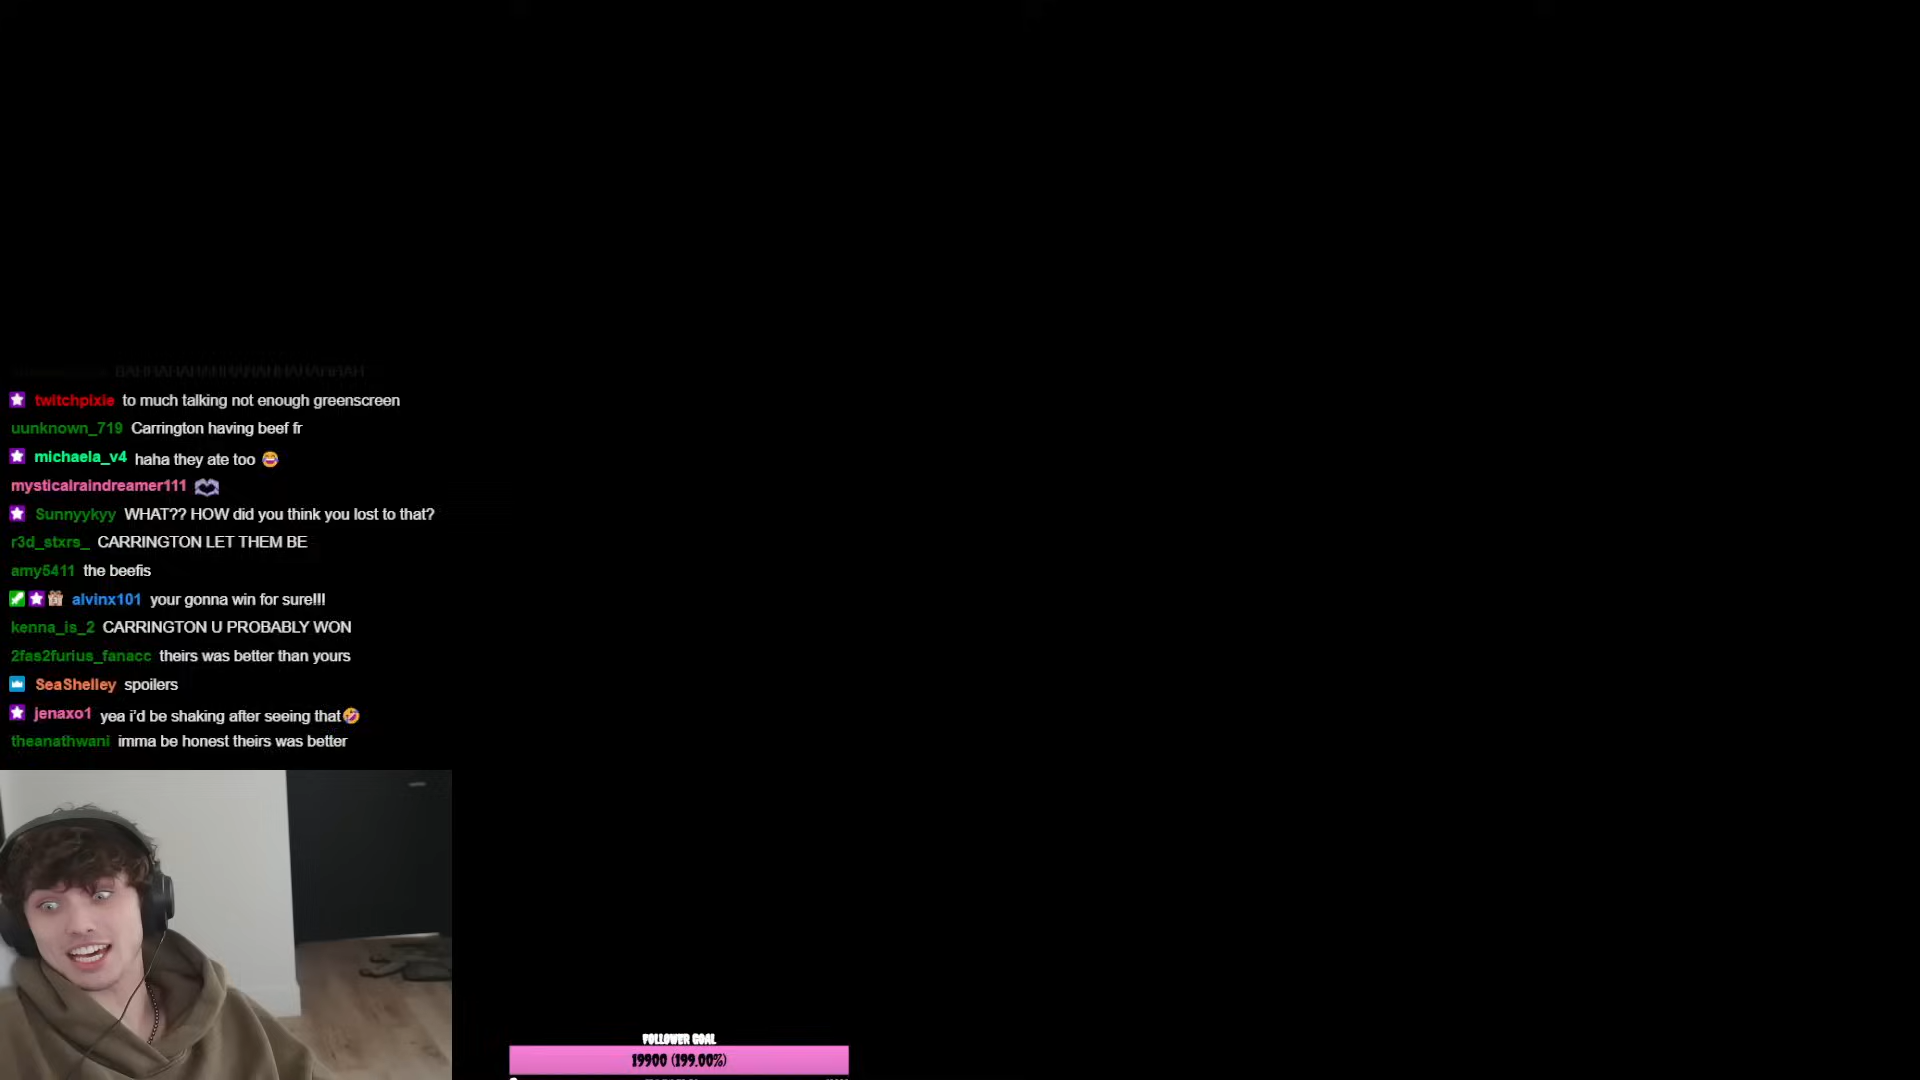 twitchpixie to much talking not enough greenscreen
uunknown_719 Carrington having beef fr
michaela_v4 haha they ate too 😂
mysticalraindreamer111
Sunnyykyy WHAT?? HOW did you think you lost to that?
r3d_stxrs_ CARRINGTON LET THEM BE
amy5411 the beefis
alvinx101 your gonna win for sure!!!
kenna_is_2 CARRINGTON U PROBABLY WON
2fas2furius_fanacc theirs was better than yours
SeaShelley spoilers
jenaxo1 yea i'd be shaking after seeing that🤣
theanathwani imma be honest theirs was better
FOLLOWER GOAL
19900 (199.00%)